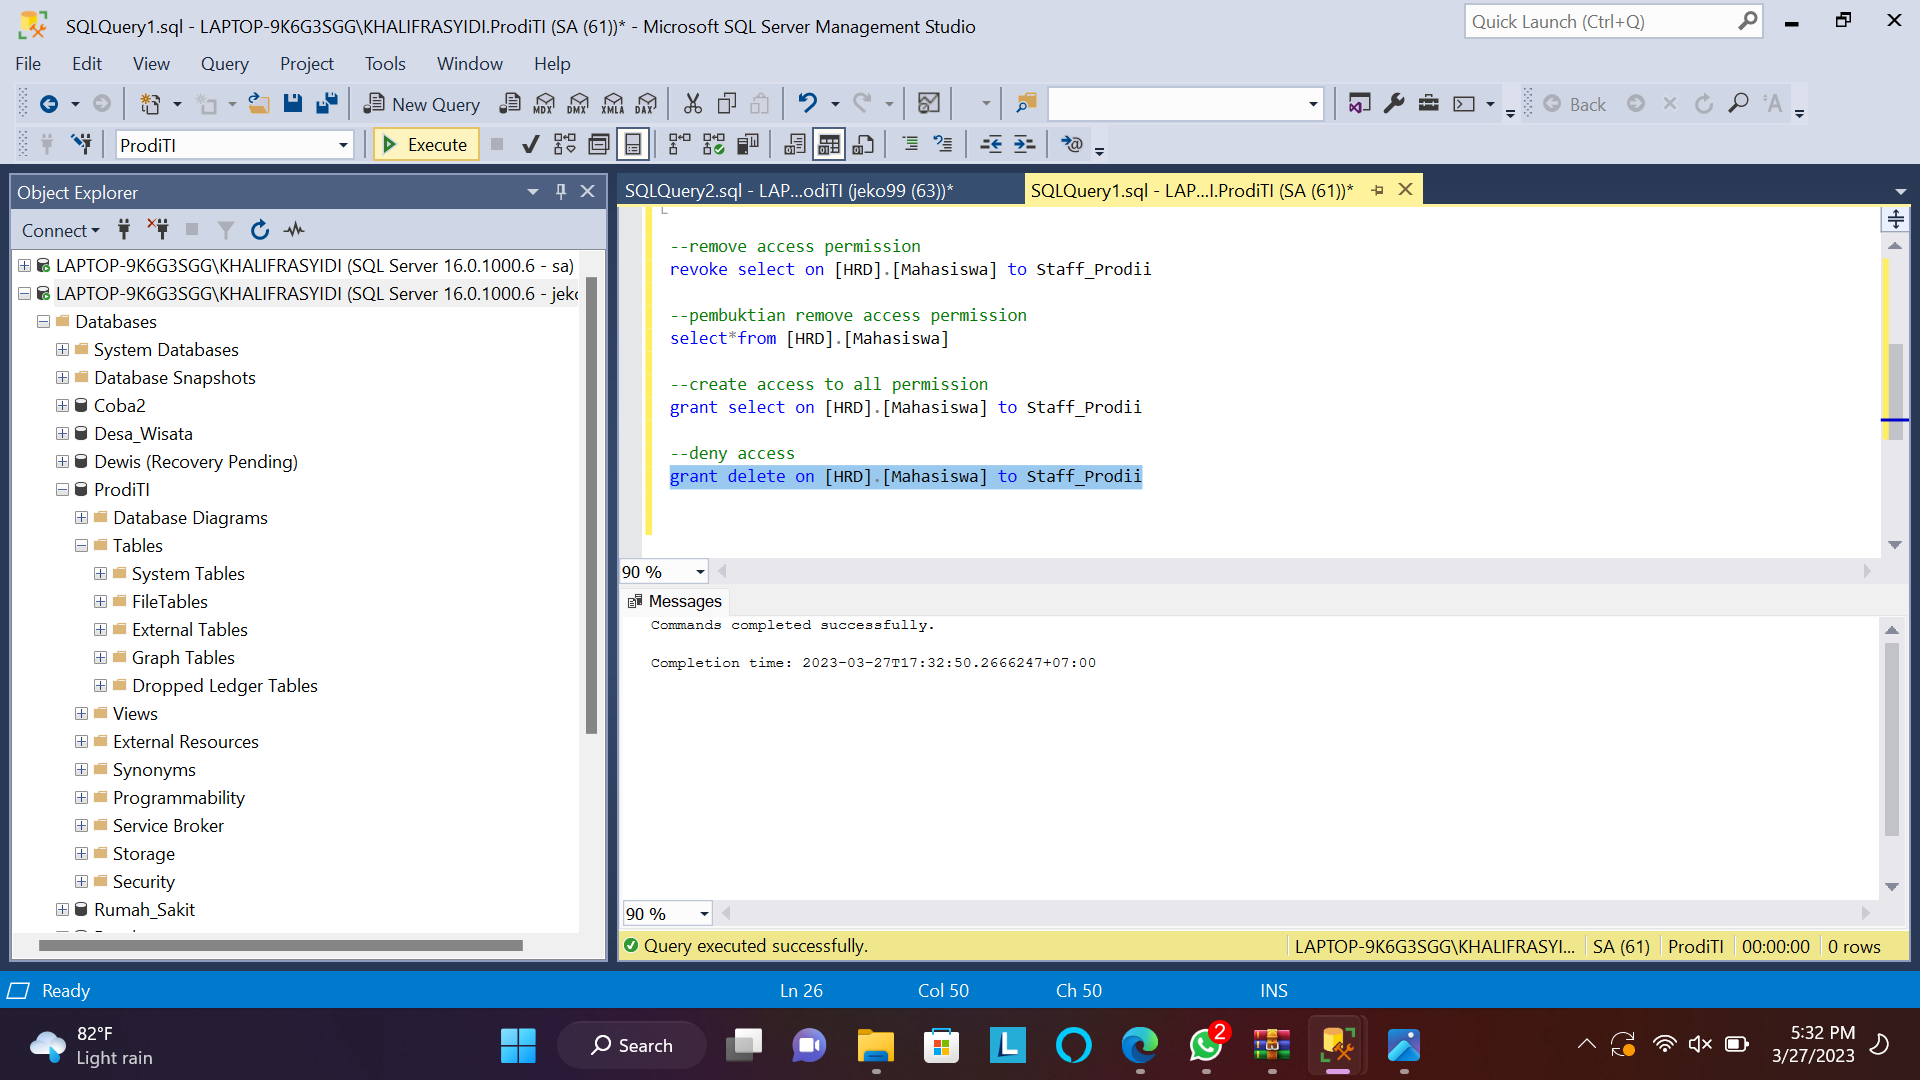 SQLQuery1.sql - LAPTOP-9K6G3SGG\KHALIFRASYIDI.ProdiTI (SA (61))* - Microsoft SQL Server Management Studio
Quick Launch (Ctrl+Q)
File Edit View Query Project Tools Window Help
New Query MDX DMX XMLA DAX Back
ProdiTI Execute
Object Explorer
Connect
LAPTOP-9K6G3SGG\KHALIFRASYIDI (SQL Server 16.0.1000.6 - sa)
LAPTOP-9K6G3SGG\KHALIFRASYIDI (SQL Server 16.0.1000.6 - jeko
Databases
System Databases
Database Snapshots
Coba2
Desa_Wisata
Dewis (Recovery Pending)
ProdiTI
Database Diagrams
Tables
System Tables
FileTables
External Tables
Graph Tables
Dropped Ledger Tables
Views
External Resources
Synonyms
Programmability
Service Broker
Storage
Security
Rumah_Sakit
SQLQuery2.sql - LAP...odiTI (jeko99 (63))* SQLQuery1.sql - LAP...I.ProdiTI (SA (61))*
--remove access permission
revoke select on [HRD].[Mahasiswa] to Staff_Prodii
--pembuktian remove access permission
select*from [HRD].[Mahasiswa]
--create access to all permission
grant select on [HRD].[Mahasiswa] to Staff_Prodii
--deny access
grant delete on [HRD].[Mahasiswa] to Staff_Prodii
90 %
Messages
Commands completed successfully.
Completion time: 2023-03-27T17:32:50.2666247+07:00
90 %
Query executed successfully. LAPTOP-9K6G3SGG\KHALIFRASYI... SA (61) ProdiTI 00:00:00 0 rows
Ready Ln 26 Col 50 Ch 50 INS
82°F
Light rain
Search
L
2
5:32 PM
3/27/2023